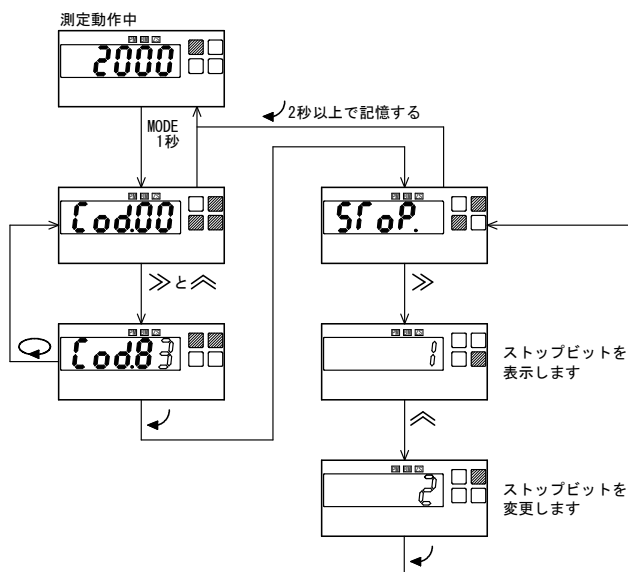 測定動作中
2000
MODE
1秒
2秒以上で記憶する
Cod.00
SToP.
≫と︽
≫
Cod.83
1
ストップビットを
表示します
︽
2
ストップビットを
変更します